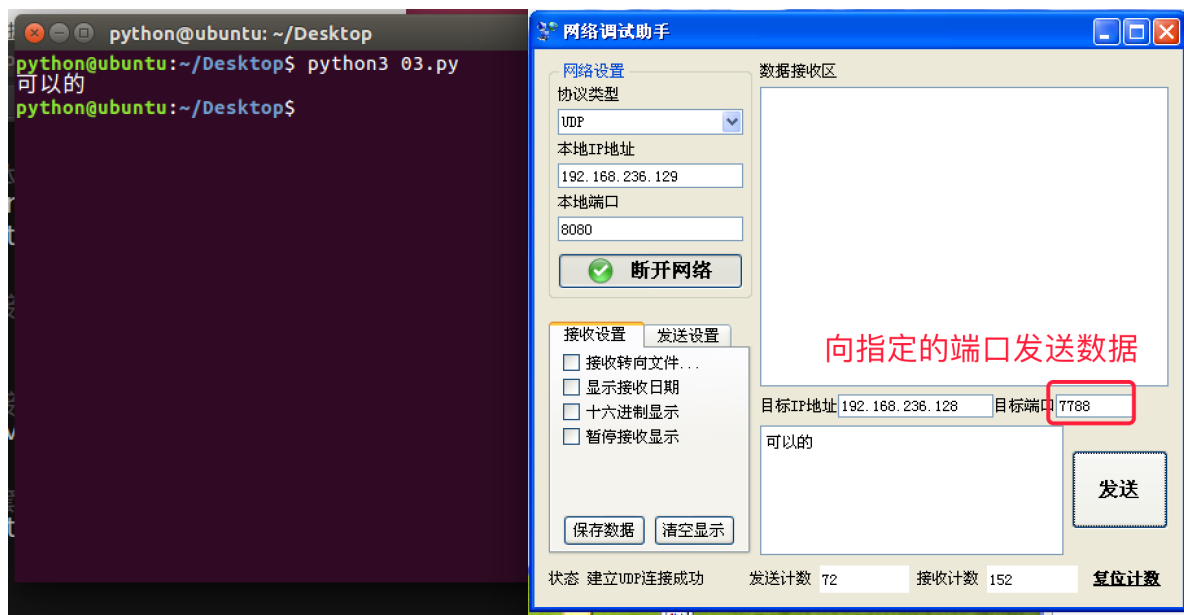 python@ubuntu: ~/Desktop
python@ubuntu:~/Desktop$ python3 03.py
可以的
python@ubuntu:~/Desktop$
网络调试助手
网络设置
协议类型
UDP
本地IP地址
192.168.236.129
本地端口
8080
断开网络
接收设置
发送设置
接收转向文件...
显示接收日期
十六进制显示
暂停接收显示
保存数据
清空显示
数据接收区
向指定的端口发送数据
目标IP地址 192.168.236.128 目标端口 7788
可以的
发送
状态 建立UDP连接成功 发送计数 72 接收计数 152 复位计数